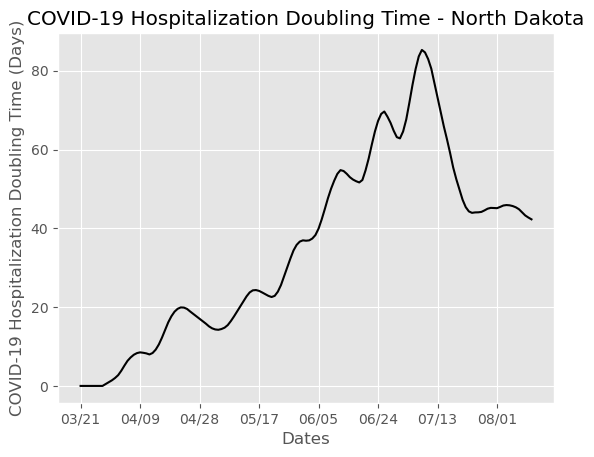 COVID-19 Hospitalization Doubling Time - North Dakota
COVID-19 Hospitalization Doubling Time (Days)
80
60
40
20
0
03/21 04/09 04/28 05/17 06/05 06/24 07/13 08/01
Dates